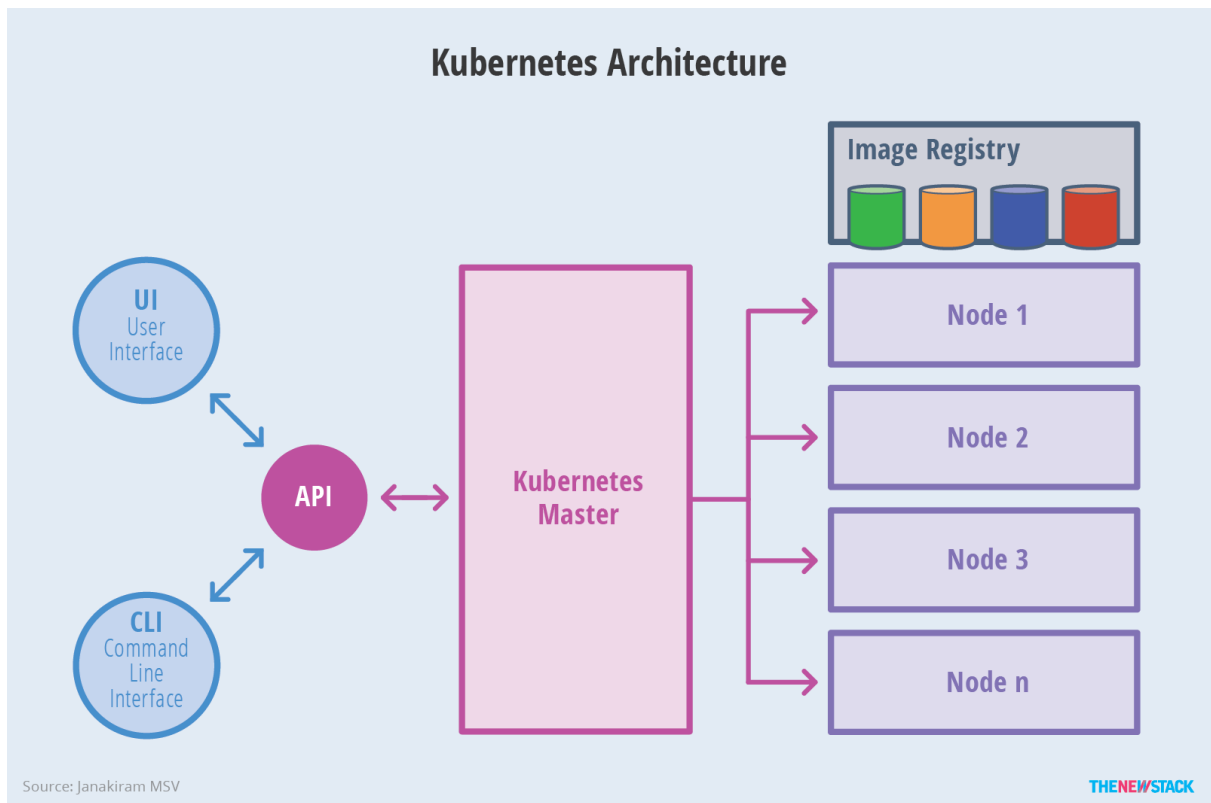 Kubernetes Architecture
Image Registry
UI
User
Interface
API
CLI
Command
Line
Interface
Kubernetes
Master
Node 1
Node 2
Node 3
Node n
Source: Janakiram MSV
THENEWSTACK